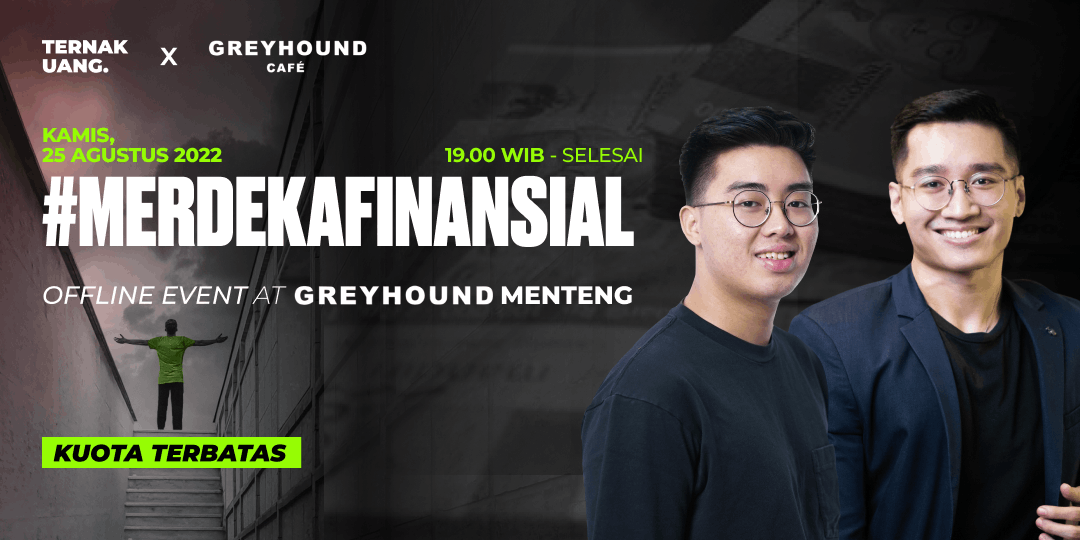 TERNAK
UANG.
X
GREYHOUND
CAFÉ
KAMIS,
25 AGUSTUS 2022
19.00 WIB - SELESAI
#MERDEKAFINANSIAL
OFFLINE EVENT AT GREYHOUND MENTENG
KUOTA TERBATAS